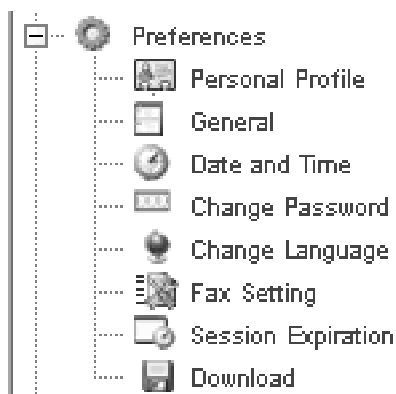 Preferences
Personal Profile
General
Date and Time
Change Password
Change Language
Fax Setting
Session Expiration
Download